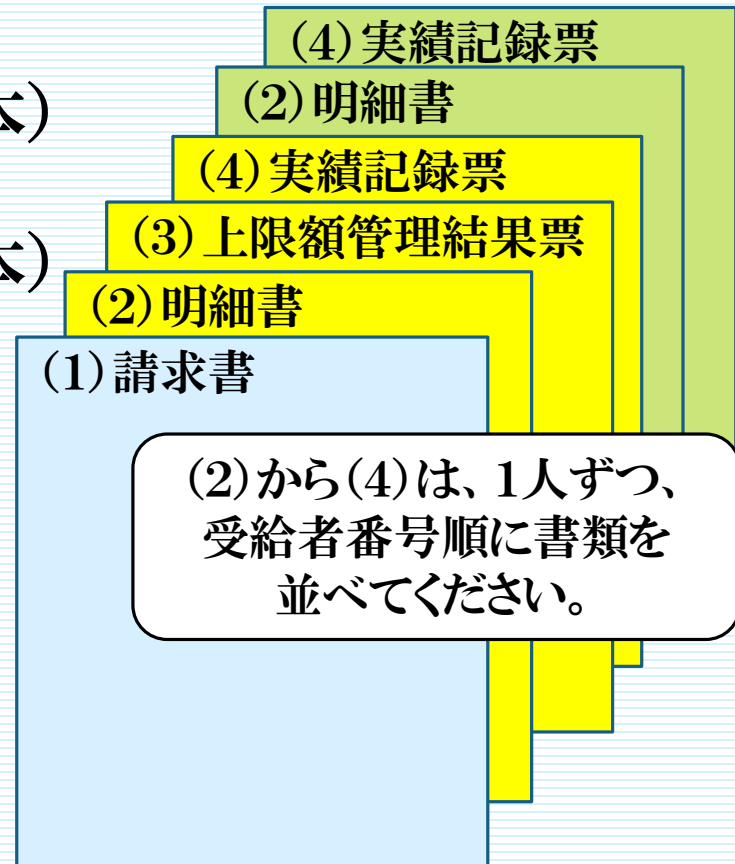 (4)実績記録票
(2)明細書
本)
(4)実績記録票
(3)上限額管理結果票
本)
(2)明細書
(1)請求書
(2)から(4)は、1人ずつ、
受給者番号順に書類を
並べてください。